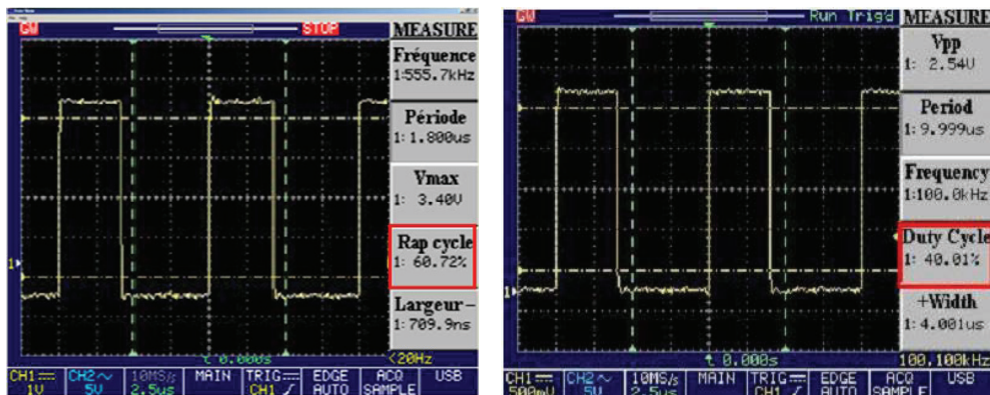 GW STOP MEASURE
Fréquence
1:555.7kHz
Période
1: 1.800us
Vmax
1: 3.40V
Rap cycle
1: 60.72%
Largeur-
1:709.9ns
1
0.000s <20Hz
CH1 CH2 10MS/s MAIN TRIG EDGE ACQ USB
1V 5V 2.5us CH1 AUTO SAMPLE
GW Run Trig'd MEASURE
Vpp
1: 2.54V
Period
1: 9.999us
Frequency
1:100.0kHz
Duty Cycle
1: 40.01%
+Width
1: 4.001us
1
0.000s 100.100kHz
CH1 CH2 10MS/s MAIN TRIG EDGE ACQ USB
500mV 5V 2.5us CH1 AUTO SAMPLE